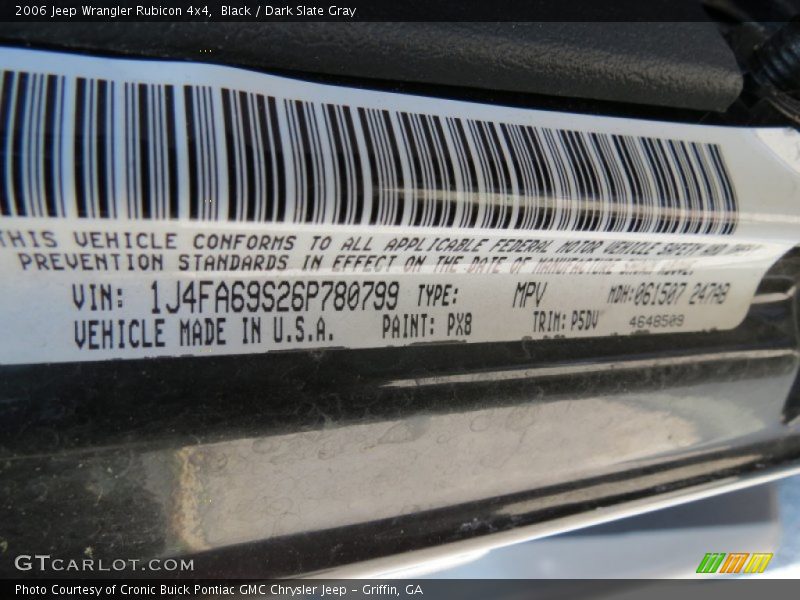 2006 Jeep Wrangler Rubicon 4x4, Black / Dark Slate Gray
THIS VEHICLE CONFORMS TO ALL APPLICABLE FEDERAL MOTOR VEHICLE SAFETY AND THEFT
PREVENTION STANDARDS IN EFFECT ON THE DATE OF MANUFACTURE SHOWN ABOVE.
VIN: 1J4FA69S26P780799 TYPE: MPV MDH:061507 247AB
VEHICLE MADE IN U.S.A. PAINT: PX8 TRIM: P5DV 4648509
GTCARLOT.COM
Photo Courtesy of Cronic Buick Pontiac GMC Chrysler Jeep - Griffin, GA